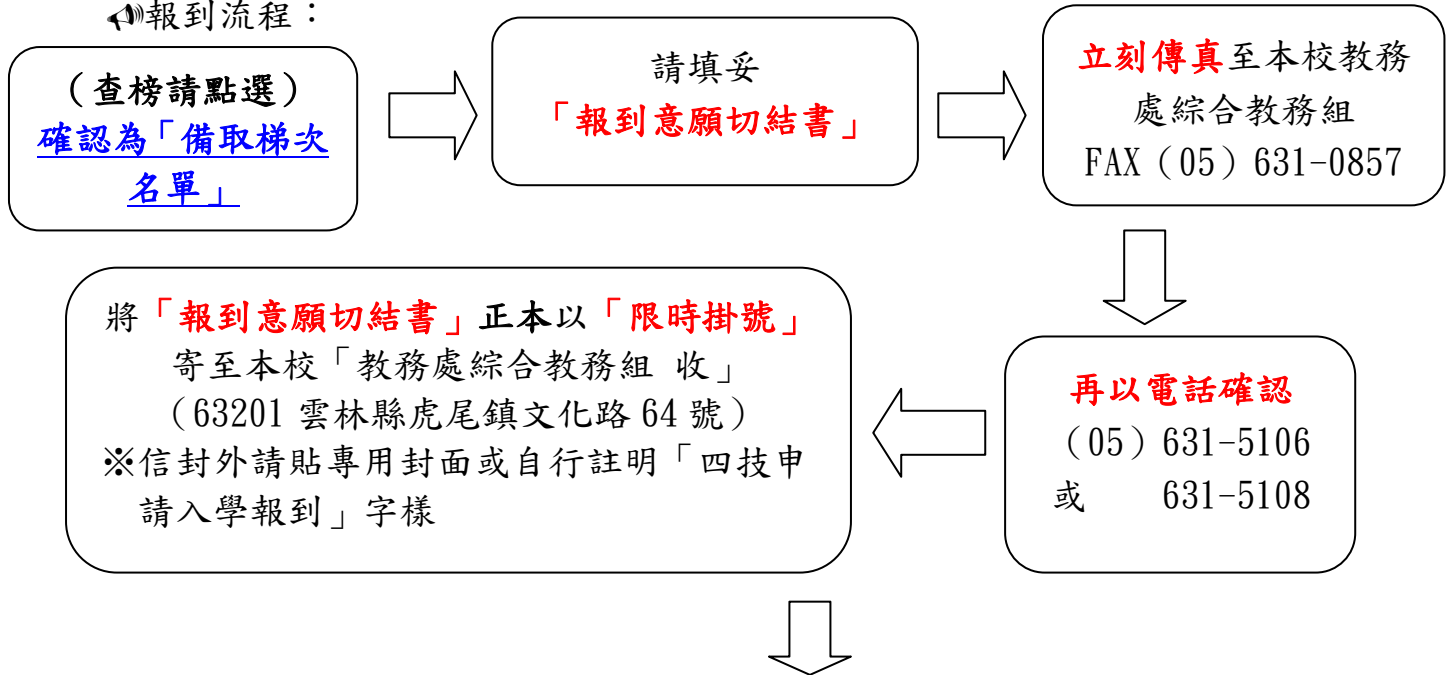 報到流程：
（查榜請點選）
確認為「備取梯次
名單」
請填妥
「報到意願切結書」
立刻傳真至本校教務
處綜合教務組
FAX（05）631-0857
再以電話確認
（05）631-5106
或 631-5108
將「報到意願切結書」正本以「限時掛號」
寄至本校「教務處綜合教務組 收」
（63201 雲林縣虎尾鎮文化路 64 號）
※信封外請貼專用封面或自行註明「四技申
請入學報到」字樣